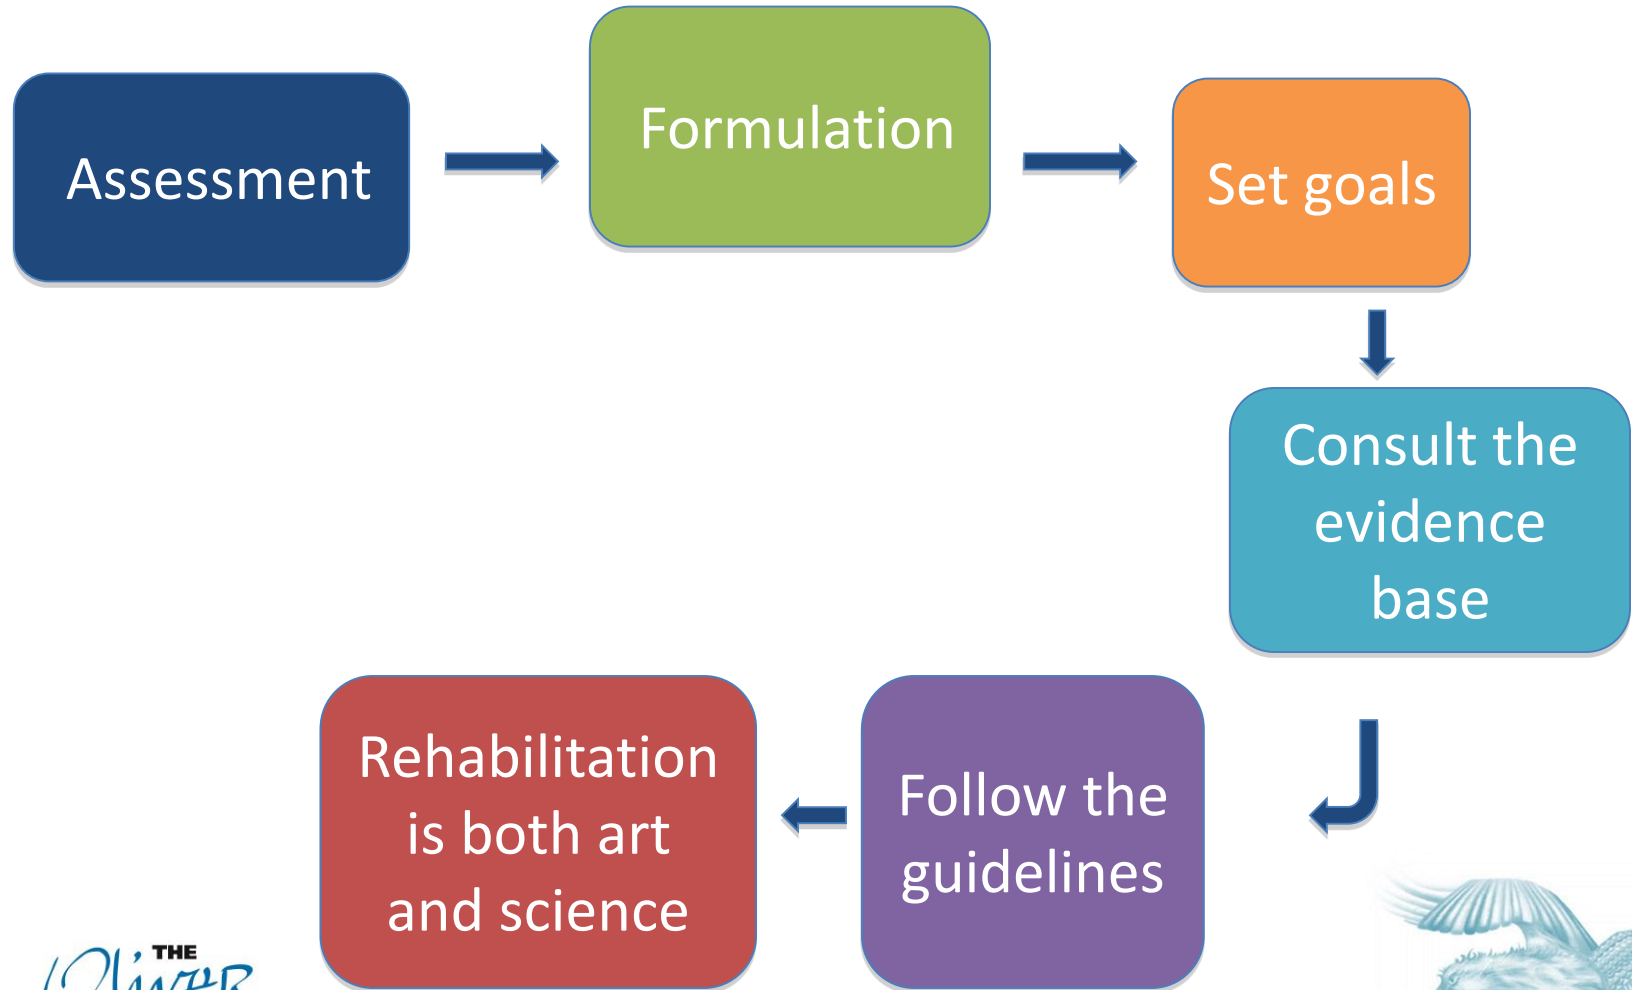 Assessment
Formulation
Set goals
Consult the
evidence
base
Follow the
guidelines
Rehabilitation
is both art
and science
THE